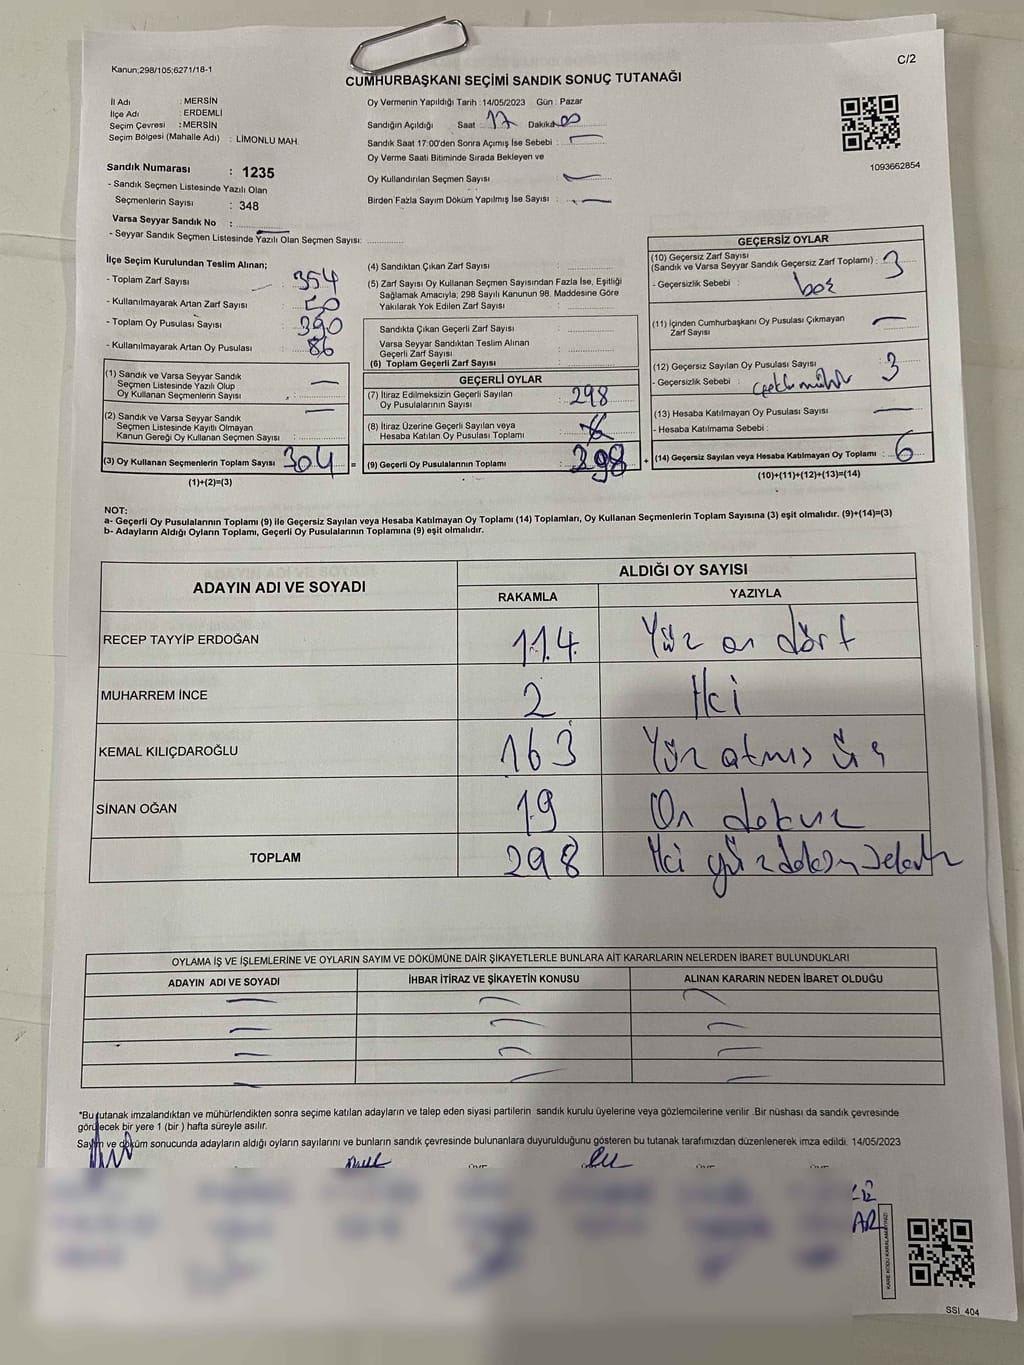 Kanun;298/105;6271/18-1
C/2
CUMHURBAŞKANI SEÇİMİ SANDIK SONUÇ TUTANAĞI
İl Adı : MERSİN
İlçe Adı : ERDEMLİ
Seçim Çevresi : MERSİN
Seçim Bölgesi (Mahalle Adı) : LİMONLU MAH.
Oy Vermenin Yapıldığı Tarih : 14/05/2023 Gün : Pazar
Sandığın Açıldığı Saat : 17 Dakika 00
Sandık Saat 17:00'den Sonra Açmış İse Sebebi :
Oy Verme Saati Bitiminde Sırada Bekleyen ve
Oy Kullandırılan Seçmen Sayısı :
Birden Fazla Sayım Döküm Yapılmış İse Sayısı :
1093662854
Sandık Numarası : 1235
- Sandık Seçmen Listesinde Yazılı Olan
Seçmenlerin Sayısı : 348
Varsa Seyyar Sandık No :
- Seyyar Sandık Seçmen Listesinde Yazılı Olan Seçmen Sayısı:
İlçe Seçim Kurulundan Teslim Alınan;
- Toplam Zarf Sayısı : 354
- Kullanılmayarak Artan Zarf Sayısı : 50
- Toplam Oy Pusulası Sayısı : 390
- Kullanılmayarak Artan Oy Pusulası : 86
(1) Sandık ve Varsa Seyyar Sandık
Seçmen Listesinde Yazılı Olup
Oy Kullanan Seçmenlerin Sayısı :
(2) Sandık ve Varsa Seyyar Sandık
Seçmen Listesinde Kayıtlı Olmayan
Kanun Gereği Oy Kullanan Seçmen Sayısı :
(3) Oy Kullanan Seçmenlerin Toplam Sayısı 304
(1)+(2)=(3)
(4) Sandıktan Çıkan Zarf Sayısı :
(5) Zarf Sayısı Oy Kullanan Seçmen Sayısından Fazla İse, Eşitliği
Sağlamak Amacıyla; 298 Sayılı Kanunun 98. Maddesine Göre
Yakılarak Yok Edilen Zarf Sayısı :
Sandıkta Çıkan Geçerli Zarf Sayısı :
Varsa Seyyar Sandıktan Teslim Alınan
Geçerli Zarf Sayısı :
(6) Toplam Geçerli Zarf Sayısı :
GEÇERLİ OYLAR
(7) İtiraz Edilmeksizin Geçerli Sayılan
Oy Pusulalarının Sayısı : 298
(8) İtiraz Üzerine Geçerli Sayılan veya
Hesaba Katılan Oy Pusulası Toplamı :
= (9) Geçerli Oy Pusulalarının Toplamı : 298 +
GEÇERSİZ OYLAR
(10) Geçersiz Zarf Sayısı
(Sandık ve Varsa Seyyar Sandık Geçersiz Zarf Toplamı) : 3
- Geçersizlik Sebebi : boş
(11) İçinden Cumhurbaşkanı Oy Pusulası Çıkmayan
Zarf Sayısı :
(12) Geçersiz Sayılan Oy Pusulası Sayısı : 3
- Geçersizlik Sebebi :
(13) Hesaba Katılmayan Oy Pusulası Sayısı :
- Hesaba Katılmama Sebebi :
(14) Geçersiz Sayılan veya Hesaba Katılmayan Oy Toplamı : 6
(10)+(11)+(12)+(13)=(14)
NOT:
a- Geçerli Oy Pusulalarının Toplamı (9) ile Geçersiz Sayılan veya Hesaba Katılmayan Oy Toplamı (14) Toplamları, Oy Kullanan Seçmenlerin Toplam Sayısına (3) eşit olmalıdır. (9)+(14)=(3)
b- Adayların Aldığı Oyların Toplamı, Geçerli Oy Pusulalarının Toplamına (9) eşit olmalıdır.
ADAYIN ADI VE SOYADI
ALDIĞI OY SAYISI
RAKAMLA YAZIYLA
RECEP TAYYİP ERDOĞAN 114 Yüz on dört
MUHARREM İNCE 2 İki
KEMAL KILIÇDAROĞLU 163 Yüz atmış üç
SİNAN OĞAN 19 On dokuz
TOPLAM 298 İki yüz doksan sekiz
OYLAMA İŞ VE İŞLEMLERİNE VE OYLARIN SAYIM VE DÖKÜMÜNE DAİR ŞİKAYETLERLE BUNLARA AİT KARARLARIN NELERDEN İBARET BULUNDUKLARI
ADAYIN ADI VE SOYADI İHBAR İTİRAZ VE ŞİKAYETİN KONUSU ALINAN KARARIN NEDEN İBARET OLDUĞU
*Bu tutanak imzalandıktan ve mühürlendikten sonra seçime katılan adayların ve talep eden siyasi partilerin sandık kurulu üyelerine veya gözlemcilerine verilir .Bir nüshası da sandık çevresinde
görülecek bir yere 1 (bir ) hafta süreyle asılır.
Sayım ve döküm sonucunda adayların aldığı oyların sayılarını ve bunların sandık çevresinde bulunanlara duyurulduğunu gösteren bu tutanak tarafımızdan düzenlenerek imza edildi. 14/05/2023
AR
KARE KODU KARALAMAYINIZ!
SSİ_404